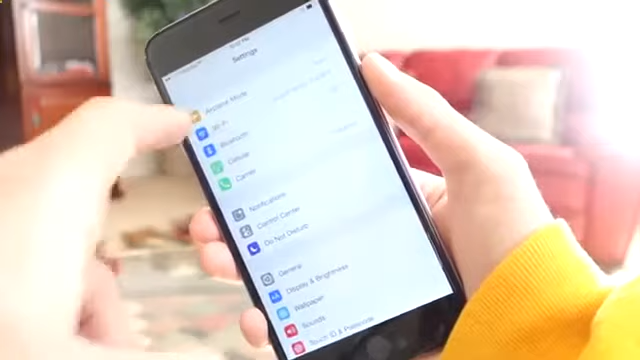 Settings
Airplane Mode
Wi-Fi
Bluetooth
Cellular
Carrier
Notifications
Control Center
Do Not Disturb
General
Display & Brightness
Wallpaper
Sounds
Touch ID & Passcode